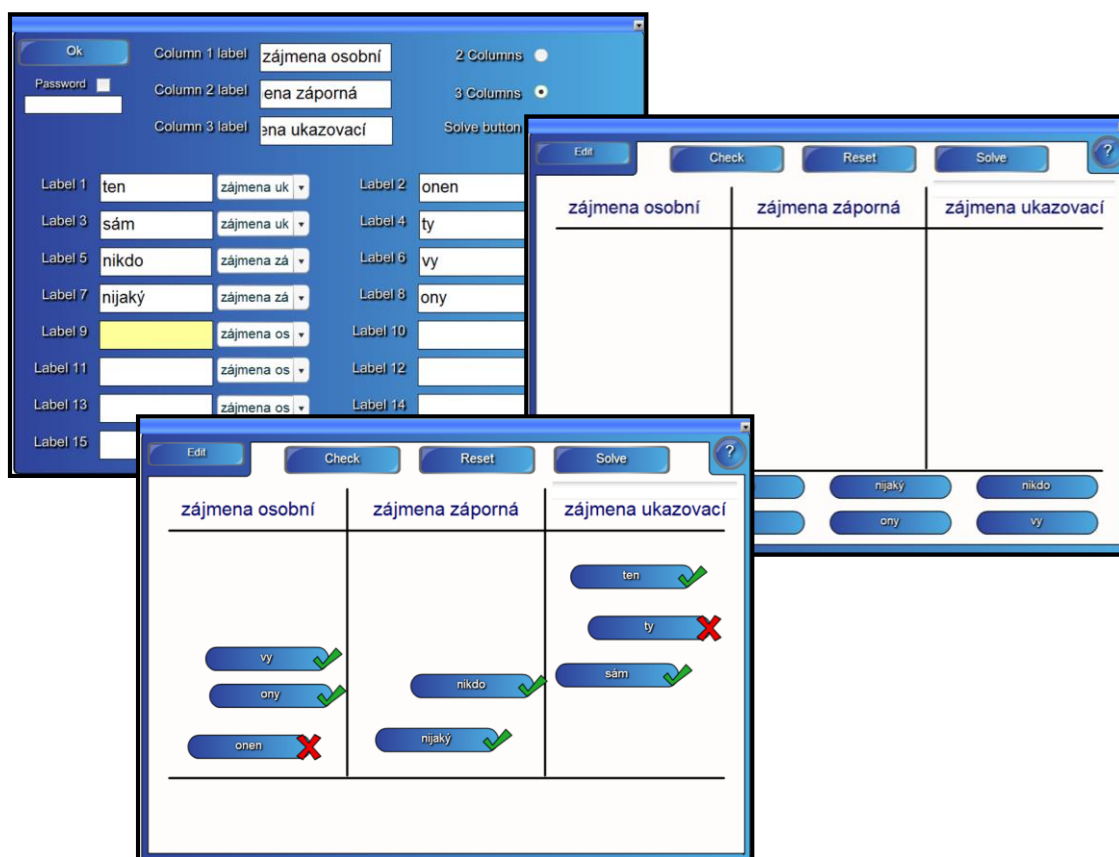 Ok
Column 1 label zájmena osobní 2 Columns
Password
Column 2 label ena záporná 3 Columns
Column 3 label ena ukazovací Solve button
Label 1 ten zájmena uk Label 2 onen
Label 3 sám zájmena uk Label 4 ty
Label 5 nikdo zájmena zá Label 6 vy
Label 7 nijaký zájmena zá Label 8 ony
Label 9 zájmena os Label 10
Label 11 zájmena os Label 12
Label 13 zájmena os Label 14
Label 15
Edit Check Reset Solve ?
zájmena osobní zájmena záporná zájmena ukazovací
nijaký nikdo
ony vy
Edit Check Reset Solve ?
zájmena osobní zájmena záporná zájmena ukazovací
ten
ty
vy
sám
ony nikdo
onen nijaký